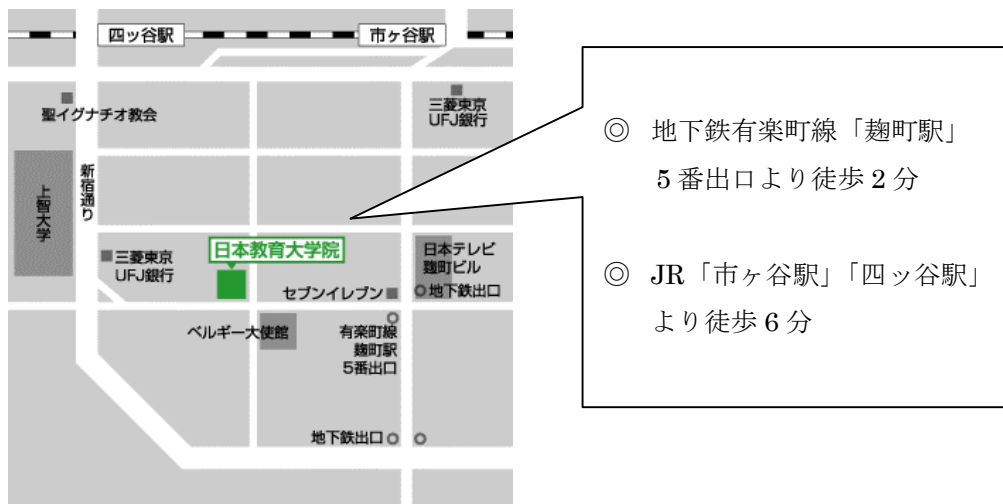 四ッ谷駅
市ヶ谷駅
聖イグナチオ教会
三菱東京
UFJ銀行
上智大学
新宿通り
三菱東京
UFJ銀行
日本教育大学院
日本テレビ
麹町ビル
セブンイレブン
地下鉄出口
ベルギー大使館
有楽町線
麹町駅
5番出口
地下鉄出口
◎ 地下鉄有楽町線「麹町駅」
5番出口より徒歩2分
◎ JR「市ヶ谷駅」「四ッ谷駅」
より徒歩6分